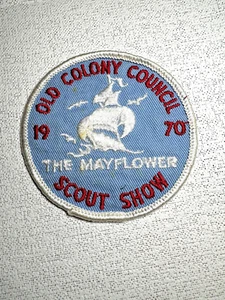 OLD COLONY COUNCIL
19 70
THE MAYFLOWER
SCOUT SHOW